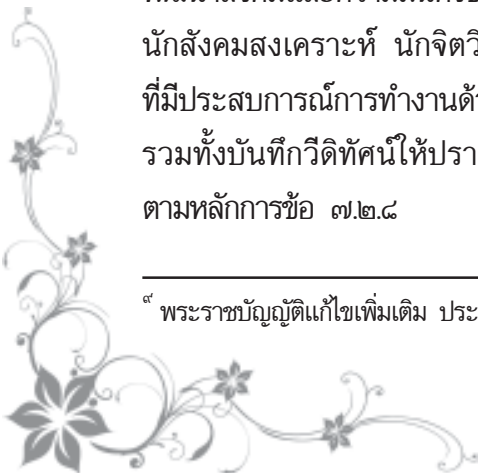 นักสังคมสงเคราะห์ นักจิตวิ
ที่มีประสบการณ์การทำงานด้
รวมทั้งบันทึกวีดิทัศน์ให้ปรา
ตามหลักการข้อ ๗.๒.๘
๙ พระราชบัญญัติแก้ไขเพิ่มเติม ประ